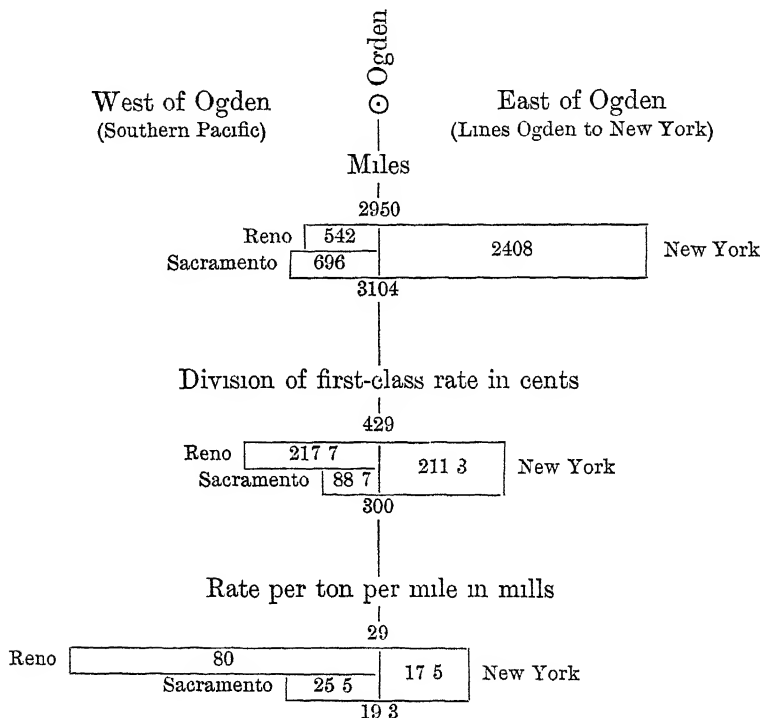 Ogden
West of Ogden East of Ogden
(Southern Pacific) (Lines Ogden to New York)
Miles
2950
Reno 542 2408 New York
Sacramento 696
3104
Division of first-class rate in cents
429
Reno 217 7 211 3 New York
Sacramento 88 7
300
Rate per ton per mile in mills
29
Reno 80 17 5 New York
Sacramento 25 5
19 3